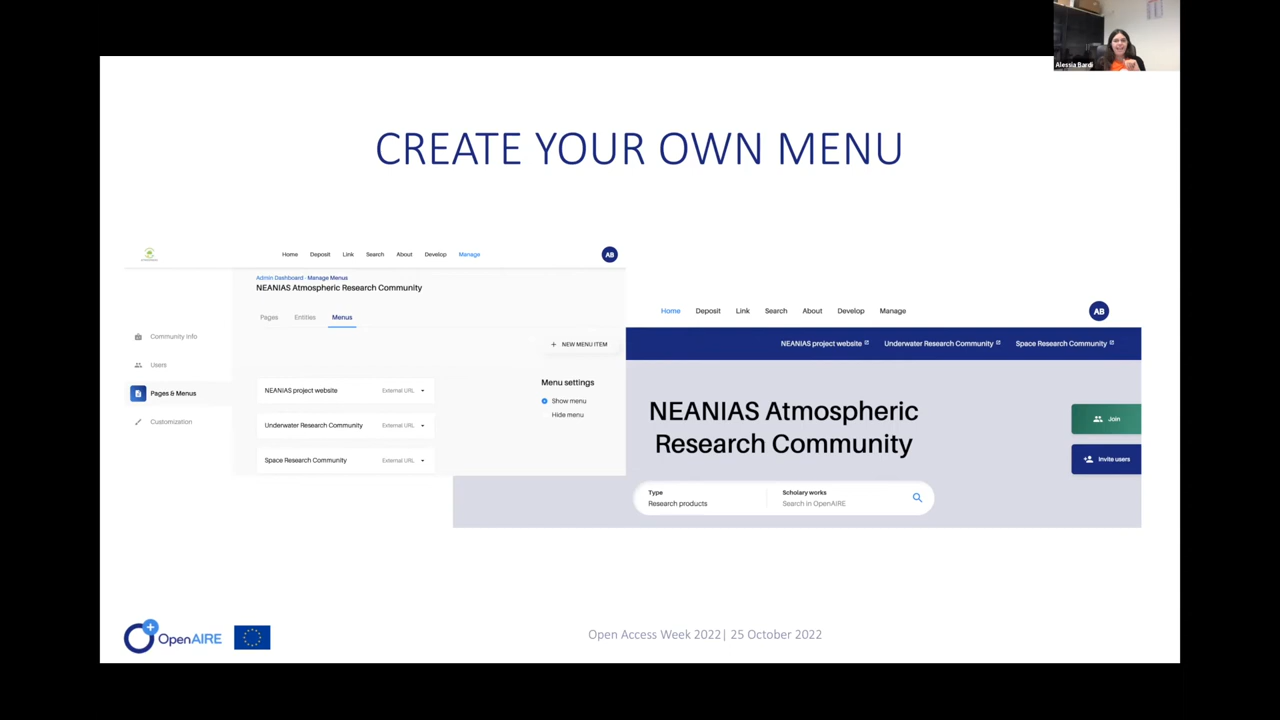 Alessia Bardi
CREATE YOUR OWN MENU
Home Deposit Link Search About Develop Manage
AB
Admin Dashboard - Manage Menus
NEANIAS Atmospheric Research Community
Pages Entities Menus
+ NEW MENU ITEM
Community Info
Users
Pages & Menus
Customization
NEANIAS project website External URL
Underwater Research Community External URL
Space Research Community External URL
Menu settings
Show menu
Hide menu
Home Deposit Link Search About Develop Manage
AB
NEANIAS project website Underwater Research Community Space Research Community
NEANIAS Atmospheric
Research Community
Join
Invite users
Type
Research products
Scholary works
Search in OpenAIRE
OpenAIRE
Open Access Week 2022| 25 October 2022